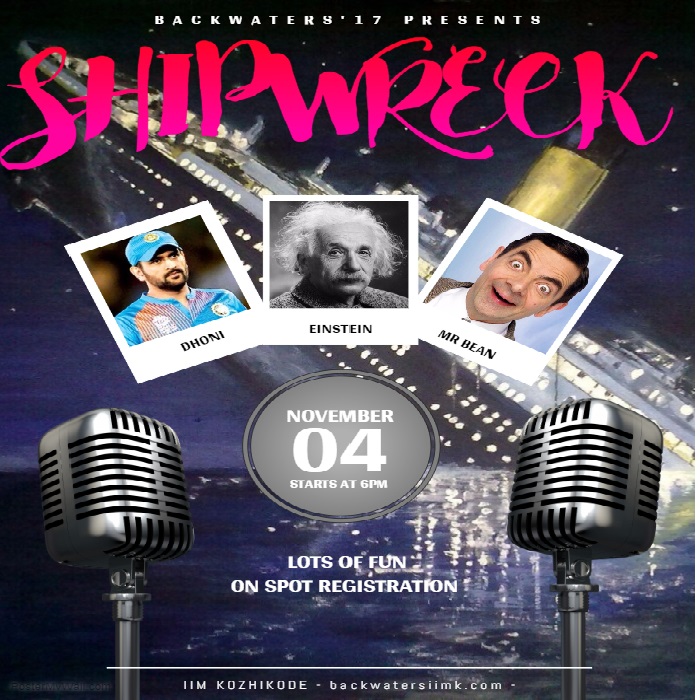 BACKWATERS'17 PRESENTS
SHIPWRECK
DHONI
EINSTEIN
MR BEAN
NOVEMBER
04
STARTS AT 6PM
LOTS OF FUN
ON SPOT REGISTRATION
IIM KOZHIKODE - backwatersiimk.com -